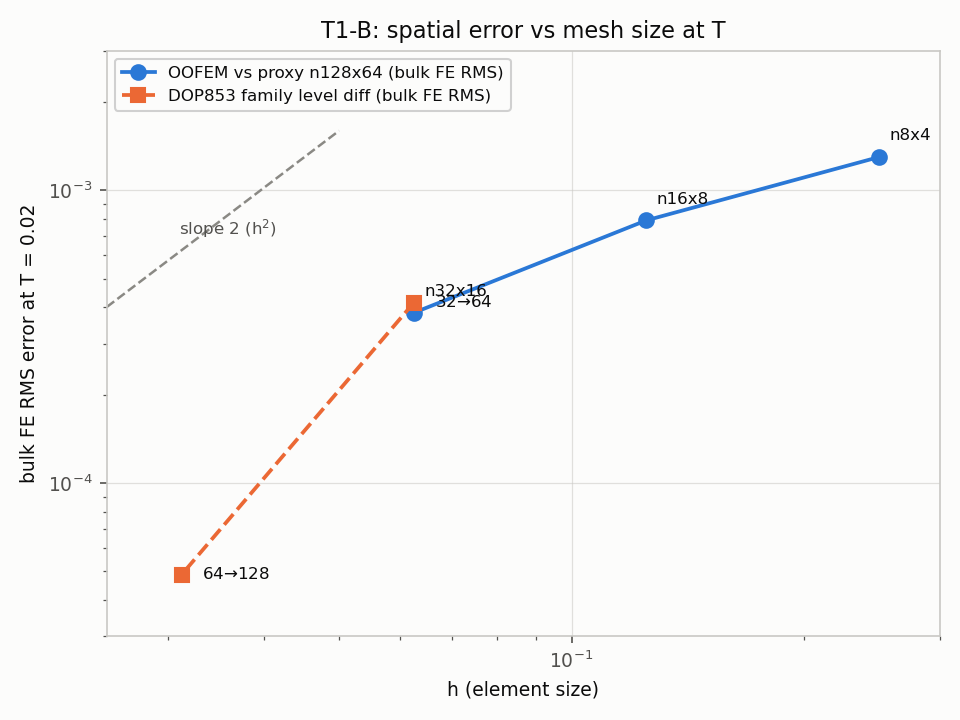 T1-B: spatial error vs mesh size at T
OOFEM vs proxy n128x64 (bulk FE RMS)
DOP853 family level diff (bulk FE RMS)
n8x4
n16x8
slope 2 (h²)
n32x16
32→64
64→128
10⁻³
10⁻⁴
10⁻¹
bulk FE RMS error at T = 0.02
h (element size)